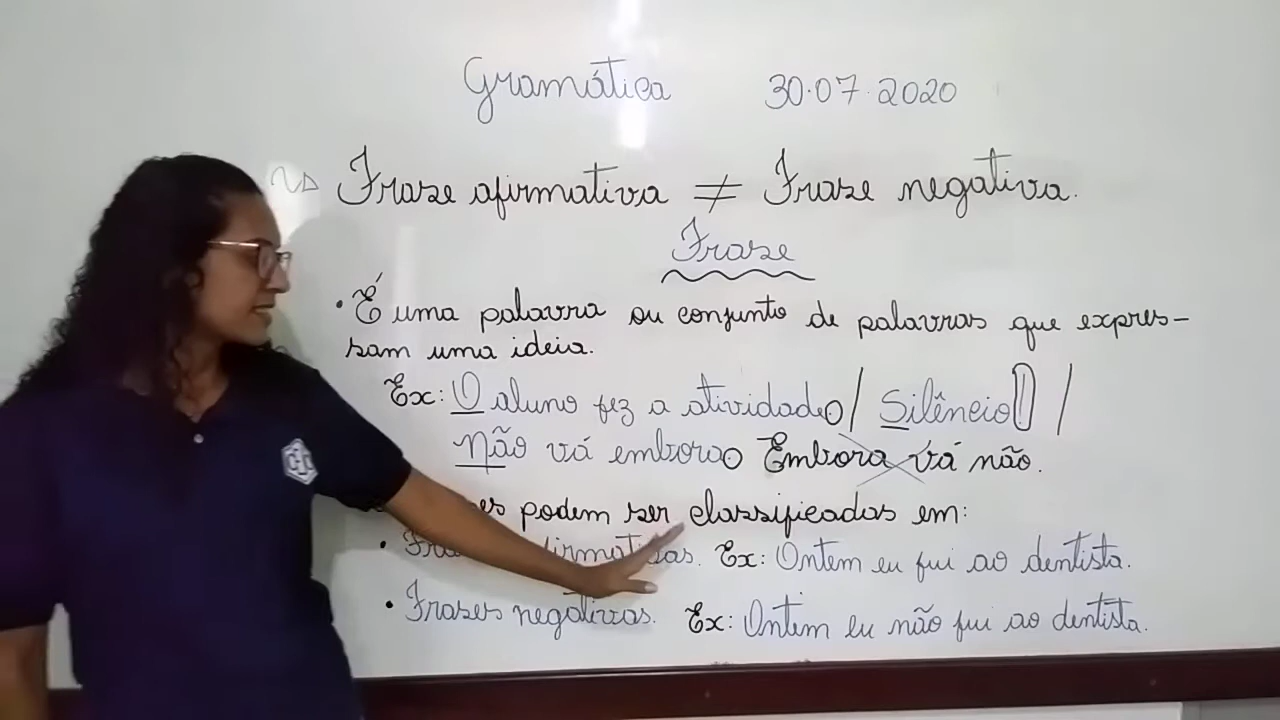 Gramática 30.07.2020
Frase afirmativa ≠ Frase negativa.
Frase
• É uma palavra ou conjunto de palavras que expres-
sam uma ideia.
Ex: O aluno fez a atividade. / Silêncio! /
Não vá embora. Embora vá não.
podem ser classificadas em:
• Ex: Ontem eu fui ao dentista.
• Frases negativas. Ex: Ontem eu não fui ao dentista.